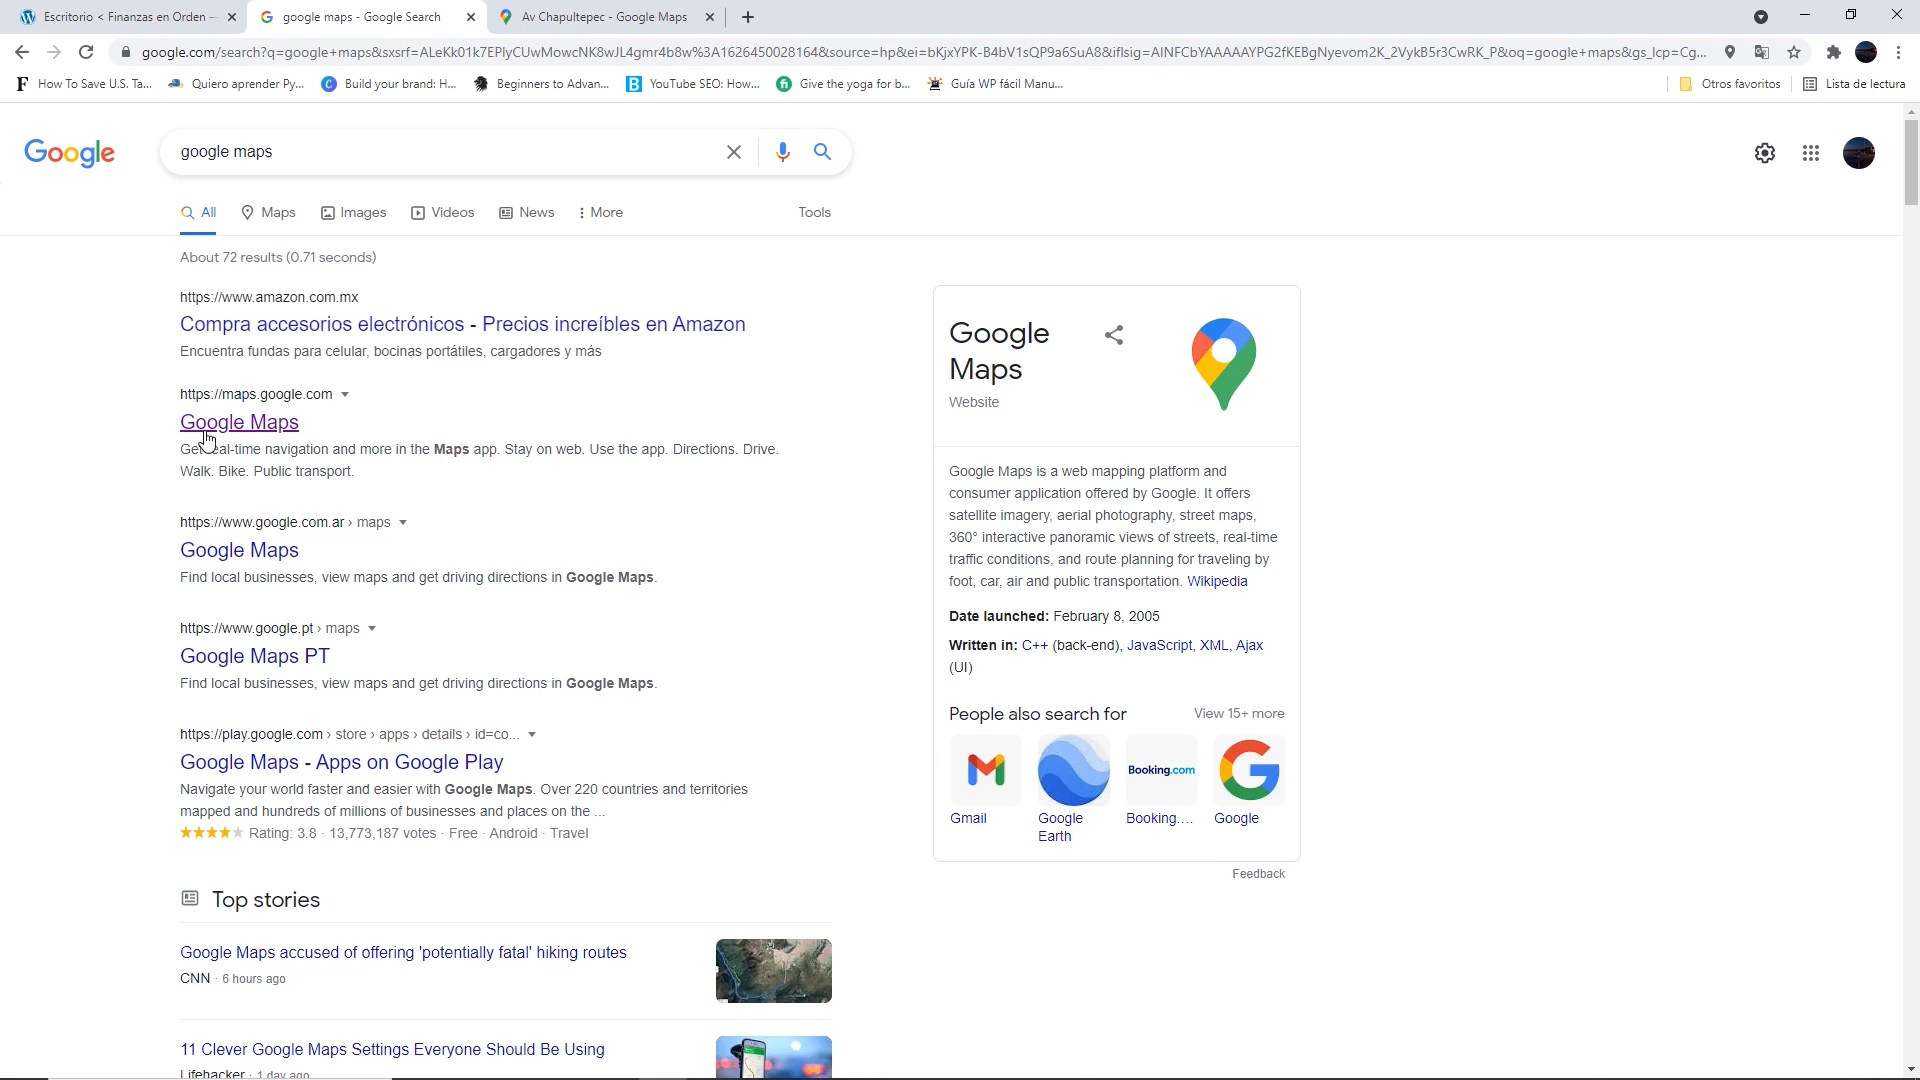 Escritorio < Finanzas en Orden —
google maps - Google Search
Av Chapultepec - Google Maps
google.com/search?q=google+maps&sxsrf=ALeKk01k7EPlyCUwMowcNK8wJL4gmr4b8w%3A1626450028164&source=hp&ei=bKjxYPK-B4bV1sQP9a6SuA8&iflsig=AINFCbYAAAAAYPG2fKEBgNyevom2K_2VykB5r3CwRK_P&oq=google+maps&gs_lcp=Cg...
How To Save U.S. Ta...
Quiero aprender Py...
Build your brand: H...
Beginners to Advan...
YouTube SEO: How...
Give the yoga for b...
Guía WP fácil Manu...
Otros favoritos
Lista de lectura
Google
google maps
All
Maps
Images
Videos
News
More
Tools
About 72 results (0.71 seconds)
https://www.amazon.com.mx
Compra accesorios electrónicos - Precios increíbles en Amazon
Encuentra fundas para celular, bocinas portátiles, cargadores y más
https://maps.google.com
Google Maps
real-time navigation and more in the Maps app. Stay on web. Use the app. Directions. Drive.
Walk. Bike. Public transport.
https://www.google.com.ar › maps
Google Maps
Find local businesses, view maps and get driving directions in Google Maps.
https://www.google.pt › maps
Google Maps PT
Find local businesses, view maps and get driving directions in Google Maps.
https://play.google.com › store › apps › details › id=co...
Google Maps - Apps on Google Play
Navigate your world faster and easier with Google Maps. Over 220 countries and territories
mapped and hundreds of millions of businesses and places on the ...
Rating: 3.8 · 13,773,187 votes · Free · Android · Travel
Top stories
Google Maps accused of offering 'potentially fatal' hiking routes
CNN · 6 hours ago
11 Clever Google Maps Settings Everyone Should Be Using
Lifehacker · 1 day ago
Google
Maps
Website
Google Maps is a web mapping platform and
consumer application offered by Google. It offers
satellite imagery, aerial photography, street maps,
360° interactive panoramic views of streets, real-time
traffic conditions, and route planning for traveling by
foot, car, air and public transportation. Wikipedia
Date launched: February 8, 2005
Written in: C++ (back-end), JavaScript, XML, Ajax
(UI)
People also search for
View 15+ more
Booking.com
Gmail
Google
Earth
Booking....
Google
Feedback